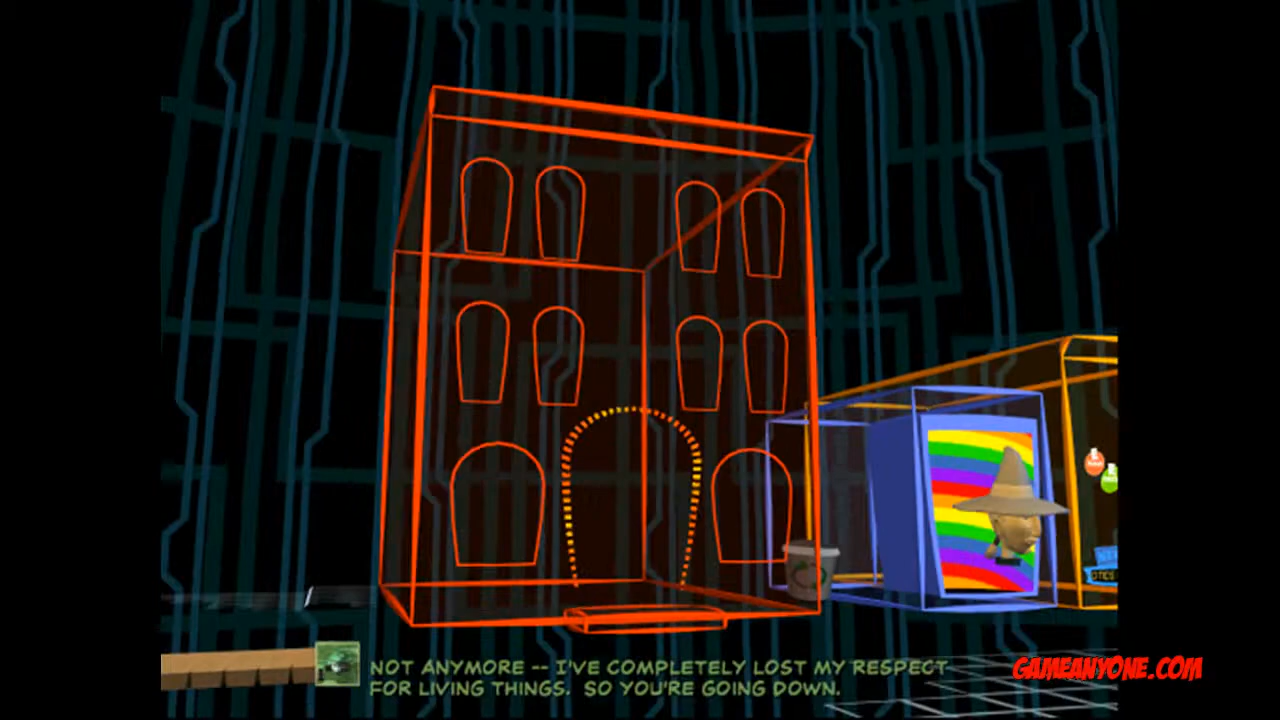 NOT ANYMORE -- I'VE COMPLETELY LOST MY RESPECT
FOR LIVING THINGS. SO YOU'RE GOING DOWN.
GAMEANYONE.COM